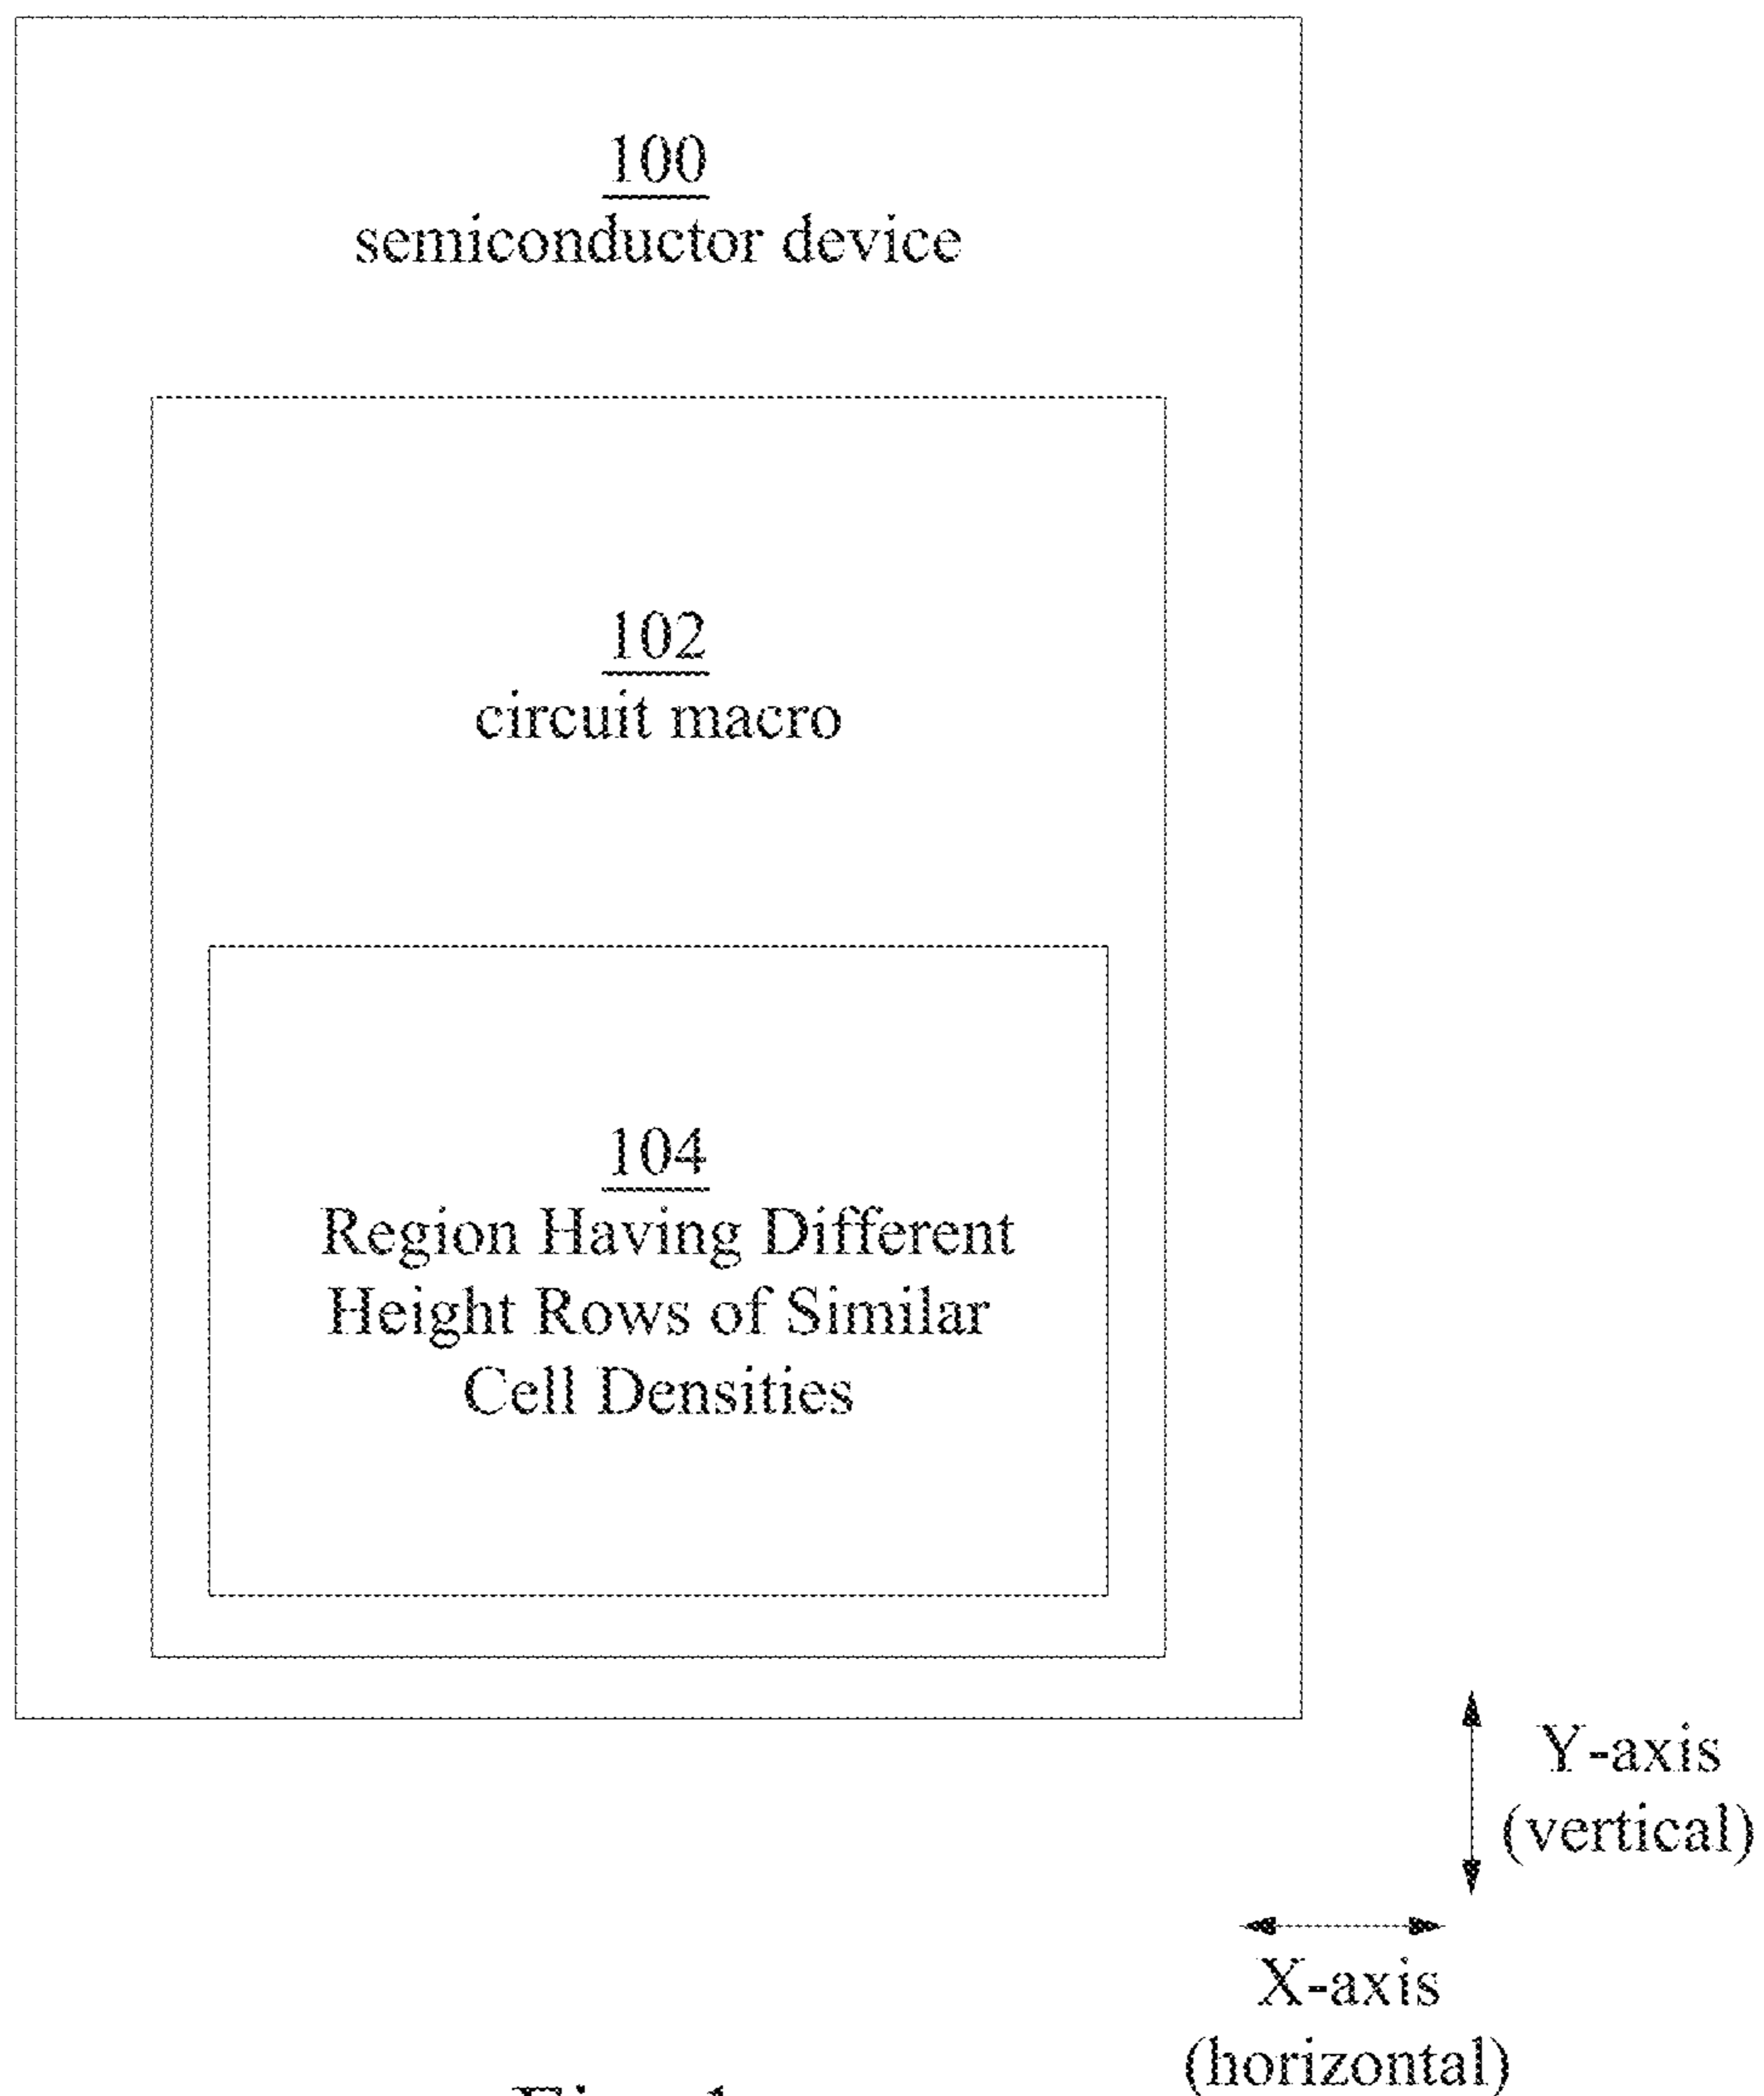 100
semiconductor device
102
circuit macro
104
Region Having Different
Height Rows of Similar
Cell Densities
Y-axis
(vertical)
X-axis
(horizontal)